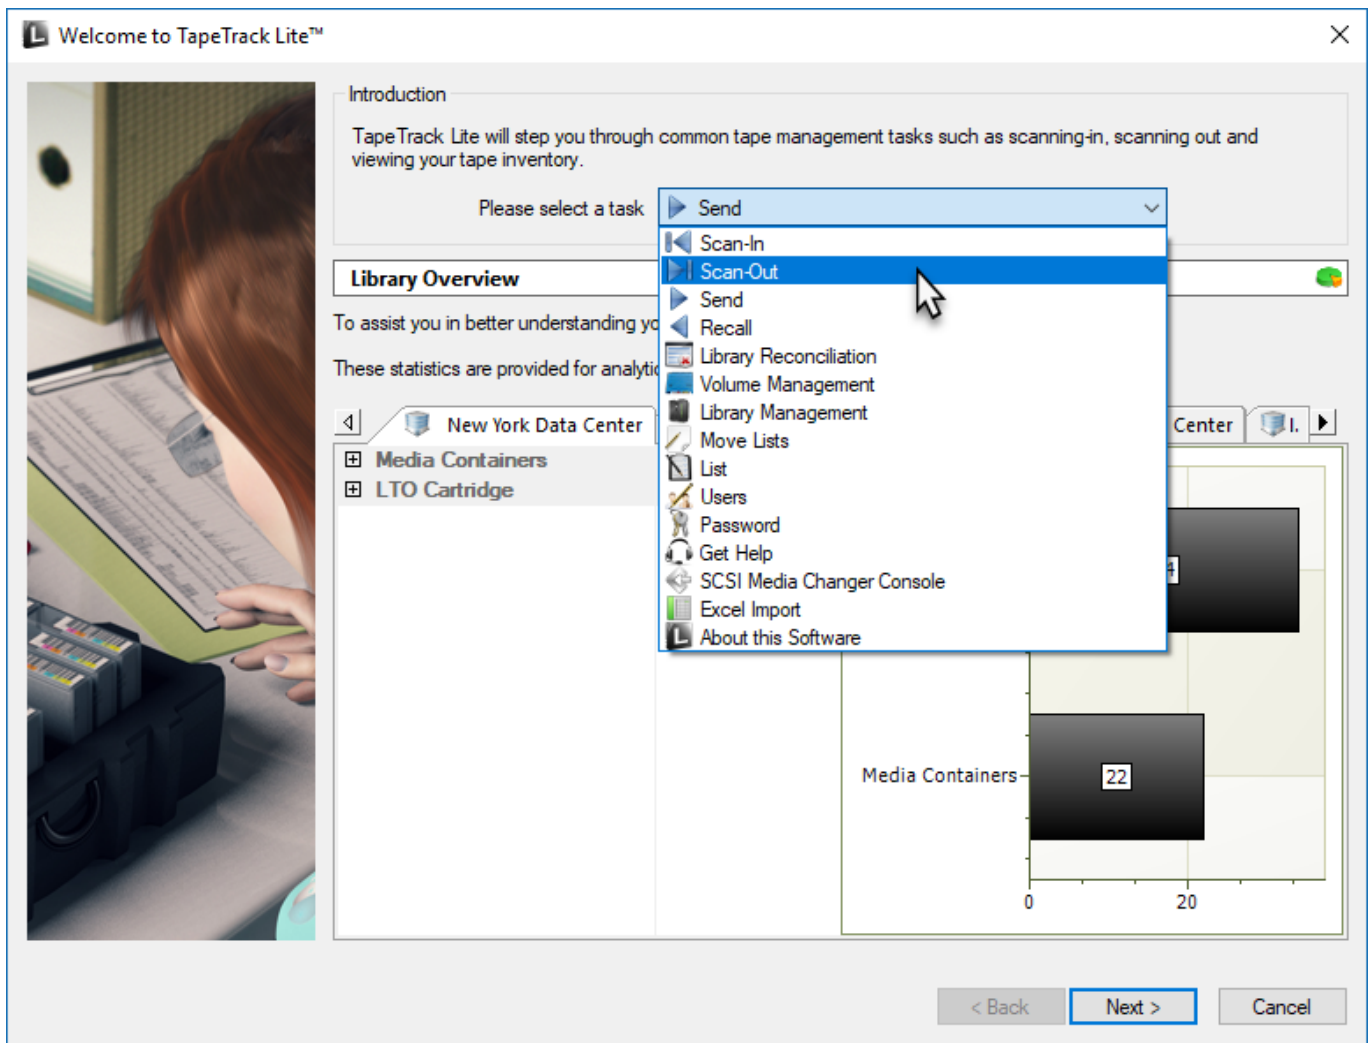 Welcome to TapeTrack Lite™
Introduction
TapeTrack Lite will step you through common tape management tasks such as scanning-in, scanning out and
viewing your tape inventory.
Please select a task
Send
Scan-In
Scan-Out
Send
Recall
Library Reconciliation
Volume Management
Library Management
Move Lists
List
Users
Password
Get Help
SCSI Media Changer Console
Excel Import
About this Software
Library Overview
To assist you in better understanding
These statistics are provided for
New York Data Center
Center
Media Containers
LTO Cartridge
Media Containers
22
0
20
< Back
Next >
Cancel